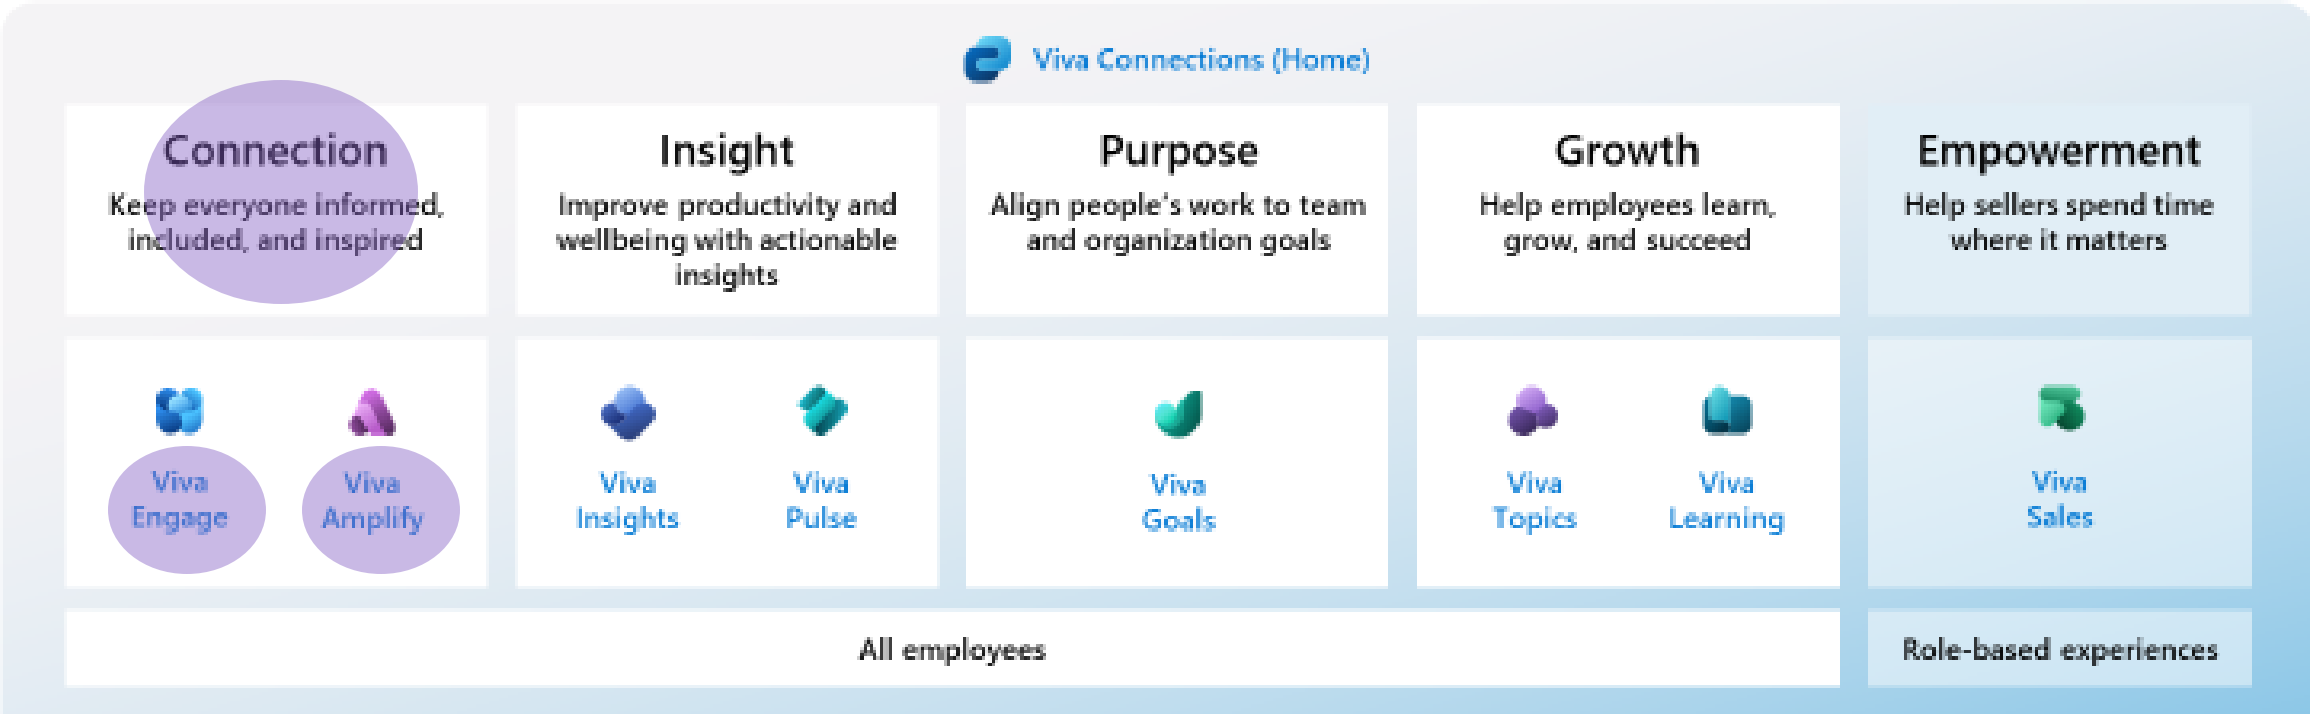 Viva Connections (Home)
Connection
Keep everyone informed,
included, and inspired
Insight
Improve productivity and
wellbeing with actionable
insights
Purpose
Align people's work to team
and organization goals
Growth
Help employees learn,
grow, and succeed
Empowerment
Help sellers spend time
where it matters
Viva
Engage
Viva
Amplify
Viva
Insights
Viva
Pulse
Viva
Goals
Viva
Topics
Viva
Learning
Viva
Sales
All employees
Role-based experiences